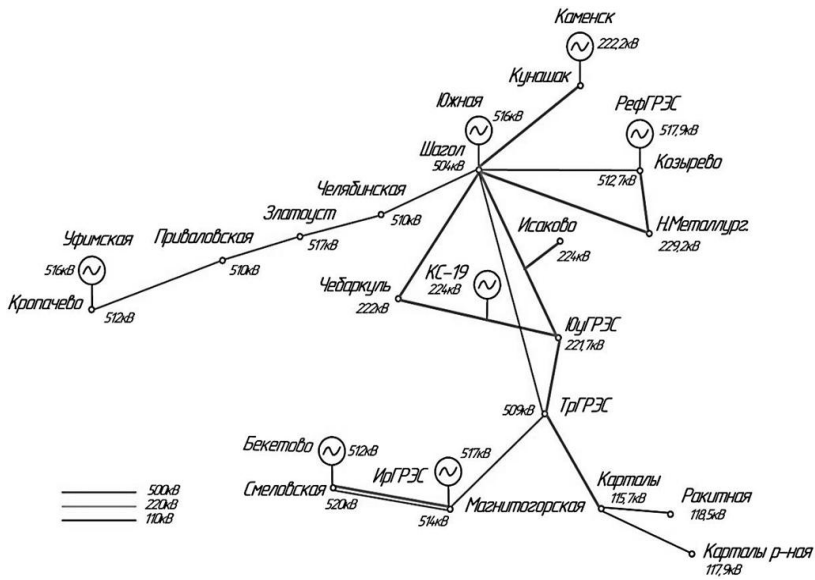 Каменск
222,2кВ
Кунашак
Южная
516кВ
РефГРЭС
517,9кВ
Шагол
504кВ
Козырево
512,7кВ
Челябинская
510кВ
Златоуст
517кВ
Исаково
224кВ
Н.Металлург.
229,2кВ
Уфимская
516кВ
Приваловская
510кВ
КС-19
224кВ
Чебаркуль
222кВ
Кропачево
512кВ
ЮуГРЭС
221,7кВ
509кВ
ТрГРЭС
Бекетово
512кВ
517кВ
ИрГРЭС
Смеловская
520кВ
514кВ
Магнитогорская
Карталы
115,7кВ
Ракитная
118,5кВ
Карталы р-ная
117,9кВ
500кВ
220кВ
110кВ